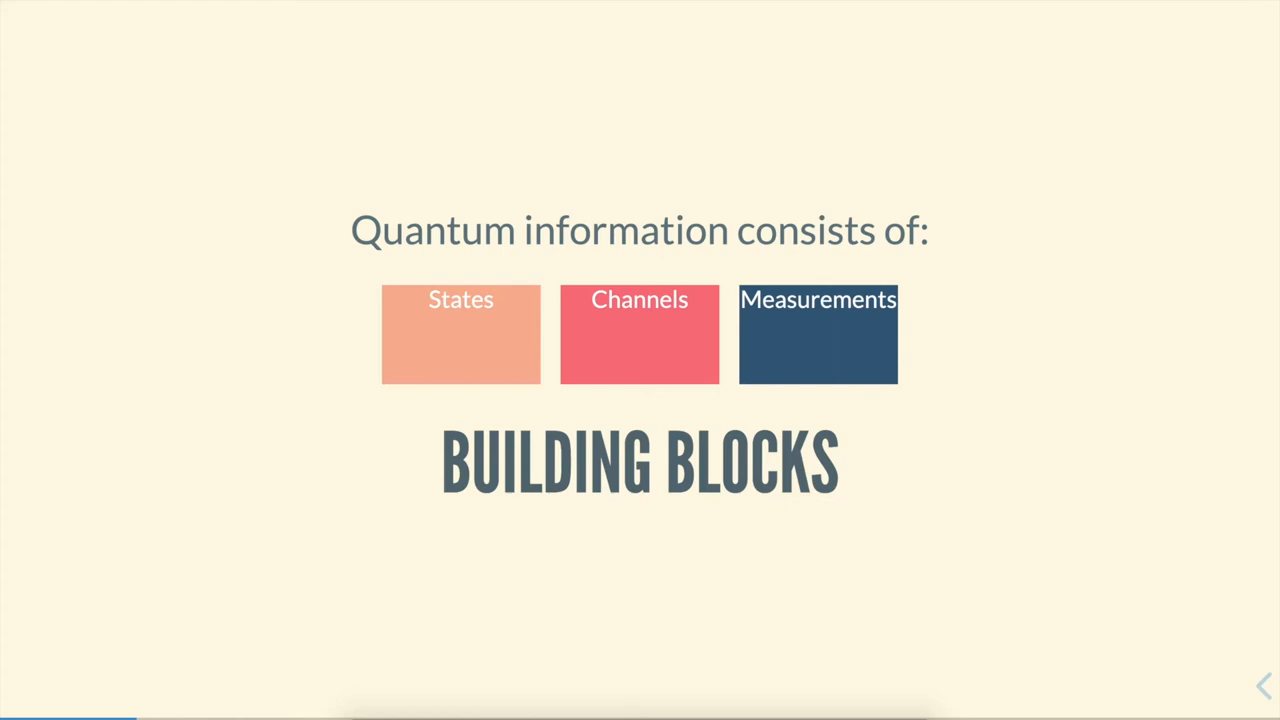 Quantum information consists of:
States Channels Measurements
BUILDING BLOCKS